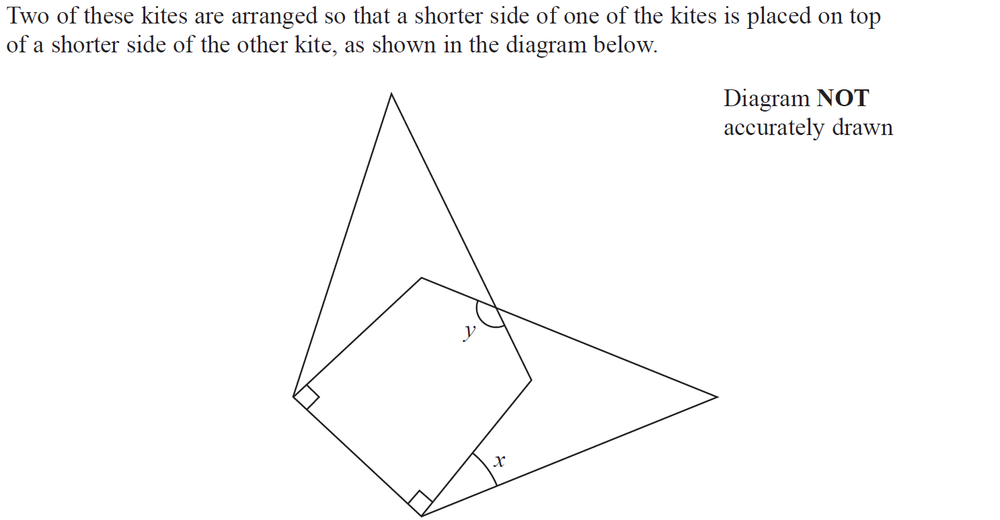 Two of these kites are arranged so that a shorter side of one of the kites is placed on top
of a shorter side of the other kite, as shown in the diagram below.
Diagram NOT
accurately drawn
y
x